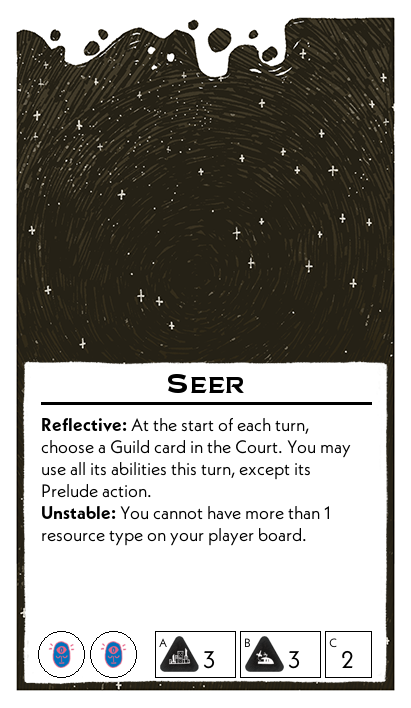 SEER
Reflective: At the start of each turn,
choose a Guild card in the Court. You may
use all its abilities this turn, except its
Prelude action.
Unstable: You cannot have more than 1
resource type on your player board.
A 3 B 3 C 2